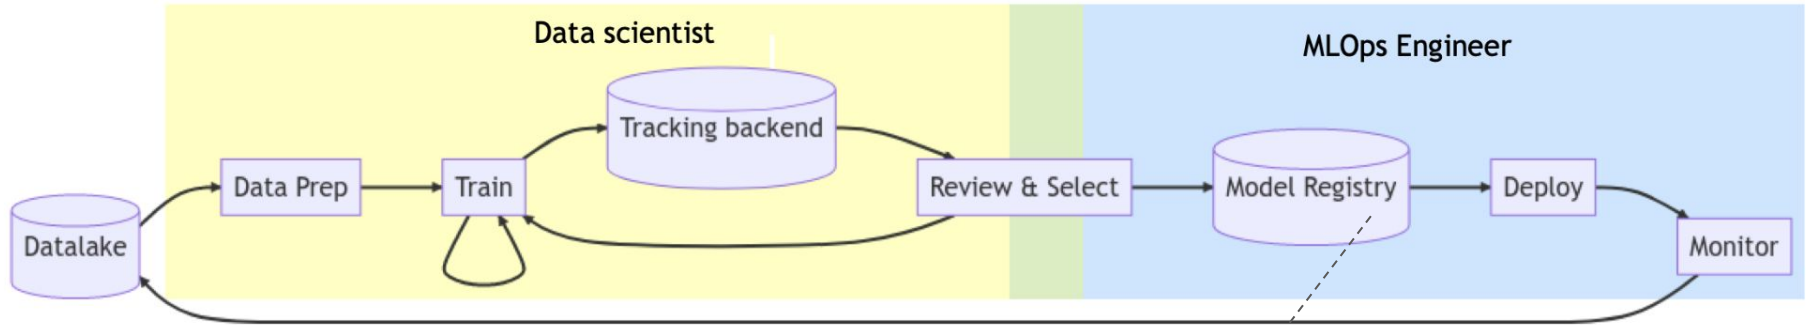 Data scientist
MLOps Engineer
Tracking backend
Data Prep
Train
Review & Select
Model Registry
Deploy
Datalake
Monitor